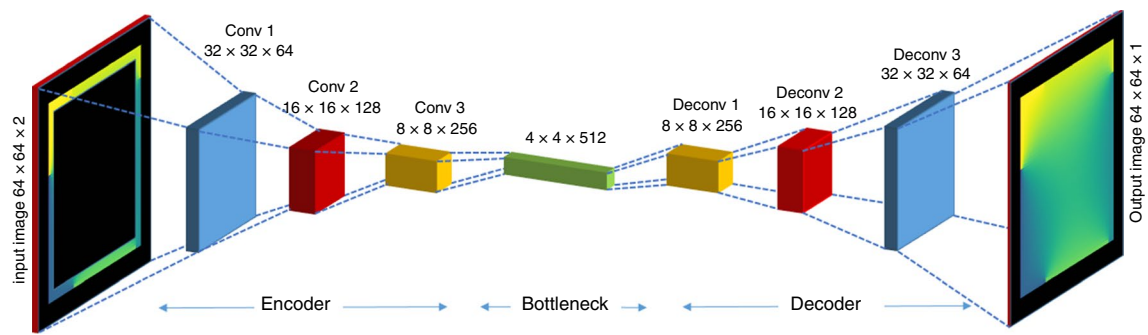 input image 64 × 64 × 2
Conv 1
32 × 32 × 64
Conv 2
16 × 16 × 128
Conv 3
8 × 8 × 256
4 × 4 × 512
Deconv 1
8 × 8 × 256
Deconv 2
16 × 16 × 128
Deconv 3
32 × 32 × 64
Output image 64 × 64 × 1
Encoder
Bottleneck
Decoder